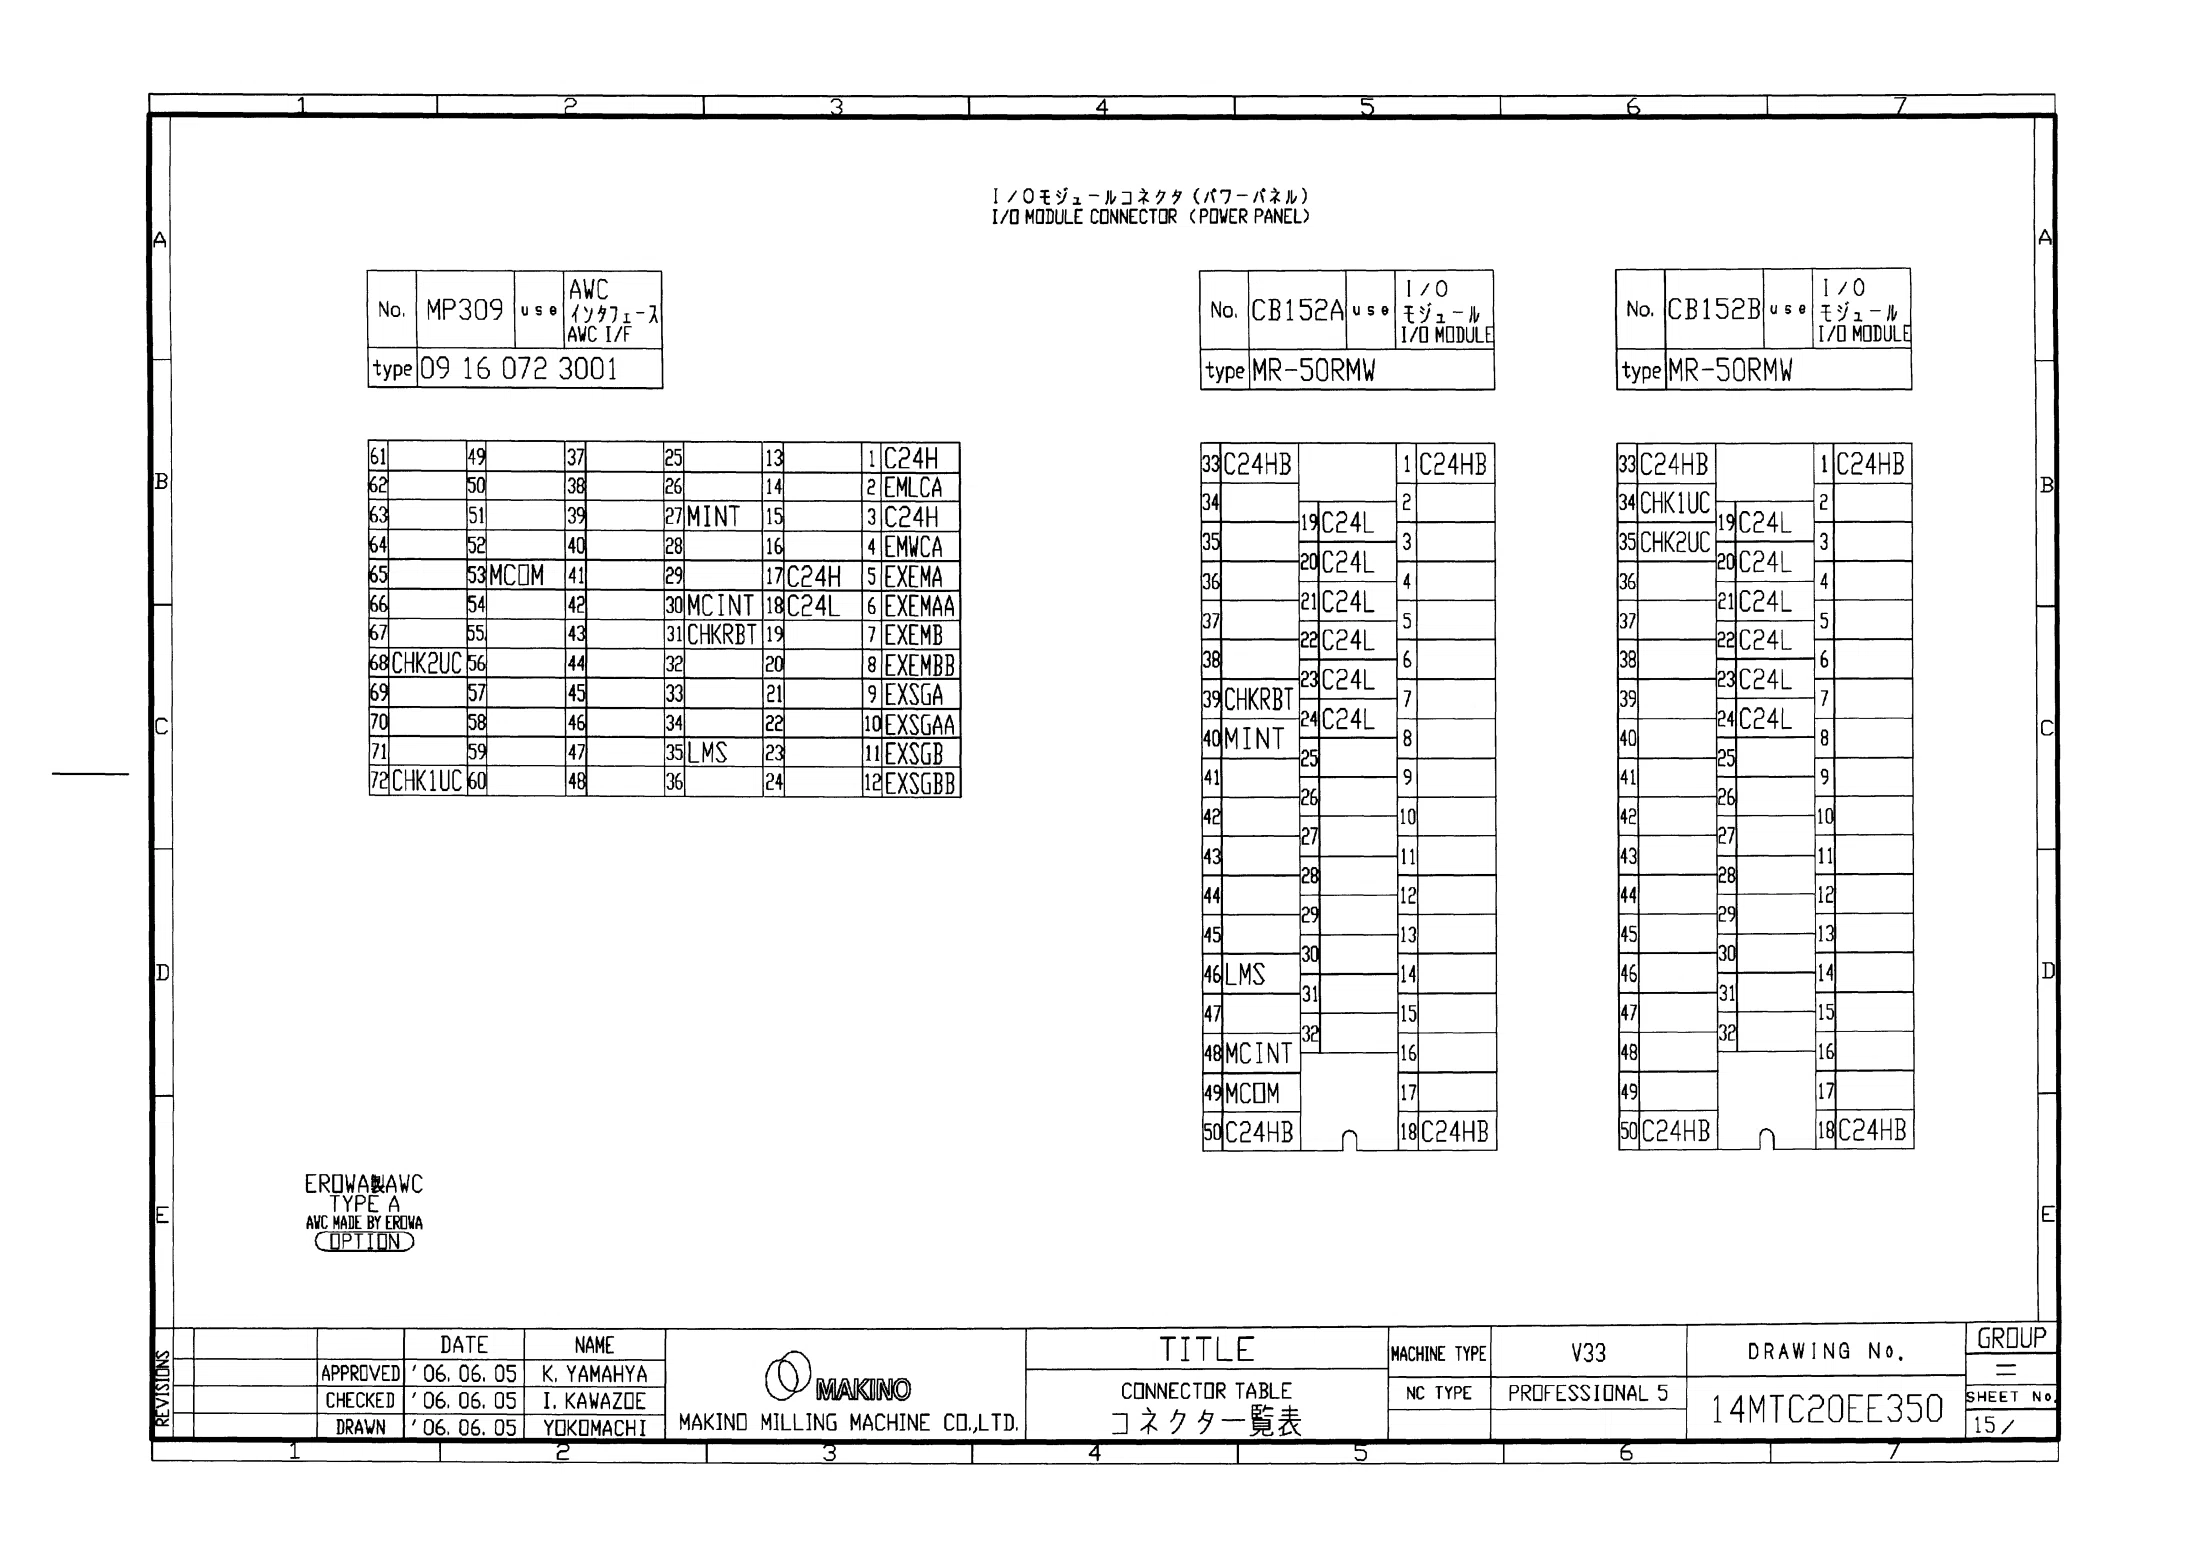 1 2 3 4 5 6 7
I/Oモジュールコネクタ(パワーパネル)
I/O MODULE CONNECTOR (POWER PANEL)
A A
No. MP309 use AWC インタフェース AWC I/F
type 09 16 072 3001
No. CB152A use I/O モジュール I/O MODULE
type MR-50RMW
No. CB152B use I/O モジュール I/O MODULE
type MR-50RMW
B B
61 49 37 25 13 1 C24H
62 50 38 26 14 2 EMLCA
63 51 39 27 MINT 15 3 C24H
64 52 40 28 16 4 EMWCA
65 53 MCOM 41 29 17 C24H 5 EXEMA
66 54 42 30 MCINT 18 C24L 6 EXEMAA
67 55 43 31 CHKRBT 19 7 EXEMB
68 CHK2UC 56 44 32 20 8 EXEMBB
69 57 45 33 21 9 EXSGA
70 58 46 34 22 10 EXSGAA
71 59 47 35 LMS 23 11 EXSGB
72 CHK1UC 60 48 36 24 12 EXSGBB
33 C24HB 1 C24HB
34 2
19 C24L
35 3
20 C24L
36 4
21 C24L
37 5
22 C24L
38 6
23 C24L
39 CHKRBT 7
24 C24L
40 MINT 8
25
41 9
26
42 10
27
43 11
28
44 12
29
45 13
30
46 LMS 14
31
47 15
32
48 MCINT 16
49 MCOM 17
50 C24HB 18 C24HB
33 C24HB 1 C24HB
34 CHK1UC 2
19 C24L
35 CHK2UC 3
20 C24L
36 4
21 C24L
37 5
22 C24L
38 6
23 C24L
39 7
24 C24L
40 8
25
41 9
26
42 10
27
43 11
28
44 12
29
45 13
30
46 14
31
47 15
32
48 16
49 17
50 C24HB 18 C24HB
C C
D D
E E
EROWA製AWC
TYPE A
AWC MADE BY EROWA
OPTION
REVISIONS
DATE NAME
APPROVED '06.06.05 K. YAMAHYA
CHECKED '06.06.05 I. KAWAZOE
DRAWN '06.06.05 YOKOMACHI
MAKINO
MAKINO MILLING MACHINE CO.,LTD.
TITLE
CONNECTOR TABLE
コネクタ一覧表
MACHINE TYPE V33
NC TYPE PROFESSIONAL 5
DRAWING No.
14MTC20EE350
GROUP
二
SHEET No.
15/
1 2 3 4 5 6 7